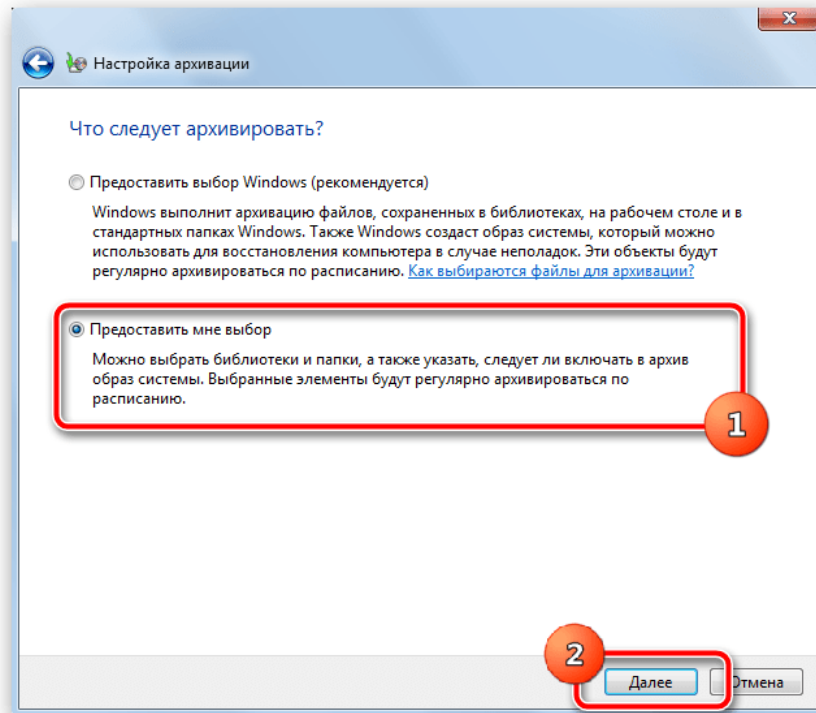 Настройка архивации
Что следует архивировать?
Предоставить выбор Windows (рекомендуется)
Windows выполнит архивацию файлов, сохраненных в библиотеках, на рабочем столе и в
стандартных папках Windows. Также Windows создаст образ системы, который можно
использовать для восстановления компьютера в случае неполадок. Эти объекты будут
регулярно архивироваться по расписанию. Как выбираются файлы для архивации?
Предоставить мне выбор
Можно выбрать библиотеки и папки, а также указать, следует ли включать в архив
образ системы. Выбранные элементы будут регулярно архивироваться по
расписанию.
1
2
Далее
Отмена